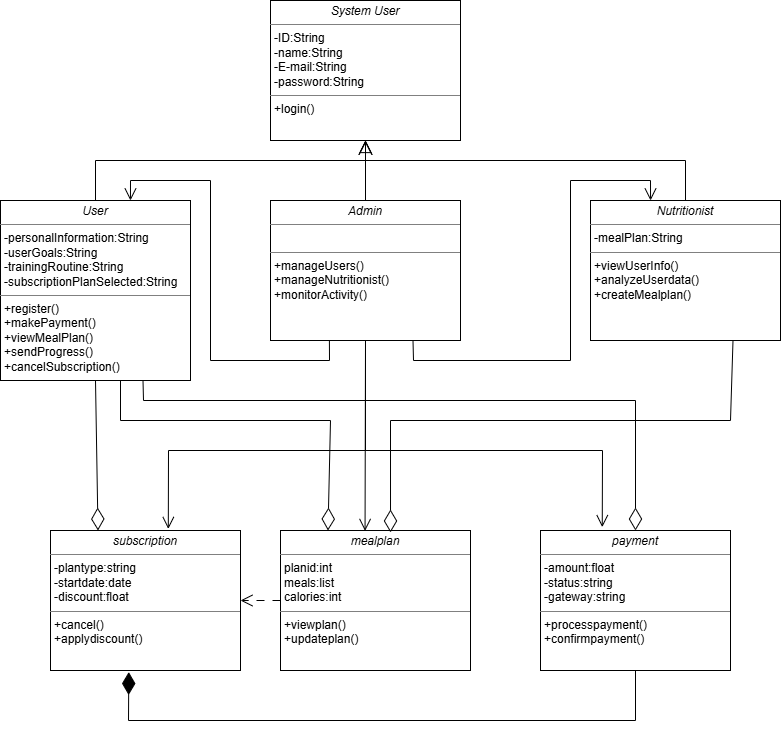 System User
-ID:String
-name:String
-E-mail:String
-password:String
+login()
User
-personalInformation:String
-userGoals:String
-trainingRoutine:String
-subscriptionPlanSelected:String
+register()
+makePayment()
+viewMealPlan()
+sendProgress()
+cancelSubscription()
Admin
+manageUsers()
+manageNutritionist()
+monitorActivity()
Nutritionist
-mealPlan:String
+viewUserInfo()
+analyzeUserdata()
+createMealplan()
subscription
-plantype:string
-startdate:date
-discount:float
+cancel()
+applydiscount()
mealplan
planid:int
meals:list
calories:int
+viewplan()
+updateplan()
payment
-amount:float
-status:string
-gateway:string
+processpayment()
+confirmpayment()